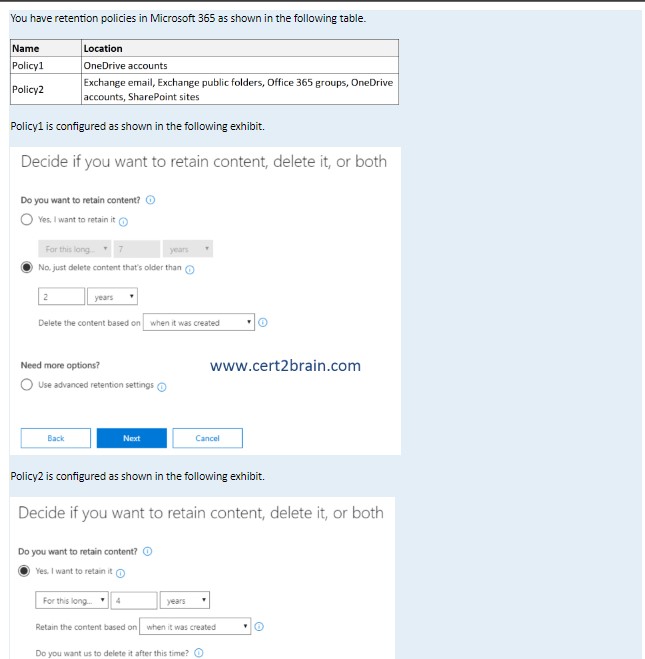 You have retention policies in Microsoft 365 as shown in the following table.
Name Location
Policy1 OneDrive accounts
Policy2 Exchange email, Exchange public folders, Office 365 groups, OneDrive
accounts, SharePoint sites
Policy1 is configured as shown in the following exhibit.
Decide if you want to retain content, delete it, or both
Do you want to retain content?
Yes, I want to retain it
For this long... 7 years
No, just delete content that's older than
2 years
Delete the content based on when it was created
Need more options?
www.cert2brain.com
Use advanced retention settings
Back Next Cancel
Policy2 is configured as shown in the following exhibit.
Decide if you want to retain content, delete it, or both
Do you want to retain content?
Yes, I want to retain it
For this long... 4 years
Retain the content based on when it was created
Do you want us to delete it after this time?